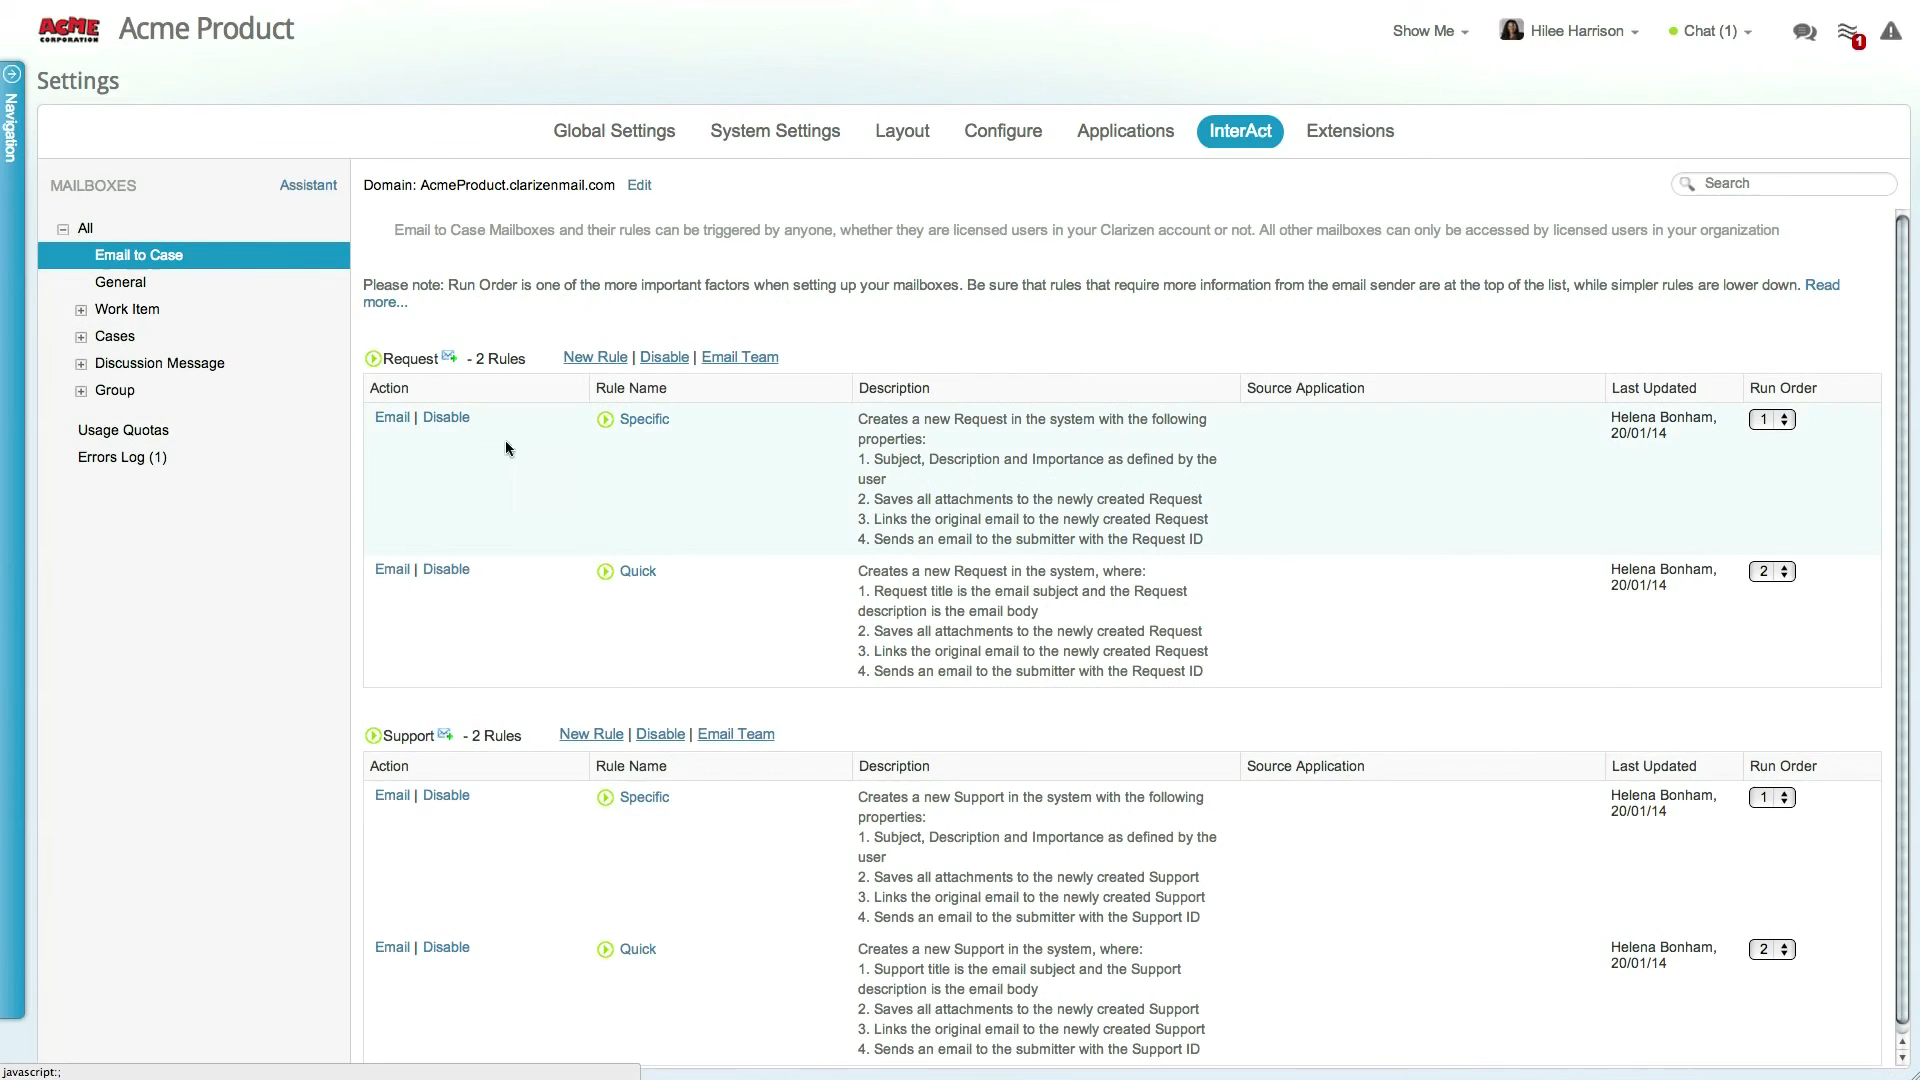 ACME CORPORATION Acme Product
Show Me Hilee Harrison Chat (1) 1
Navigation
Settings
Global Settings System Settings Layout Configure Applications InterAct Extensions
MAILBOXES Assistant
All
Email to Case
General
Work Item
Cases
Discussion Message
Group
Usage Quotas
Errors Log (1)
Domain: AcmeProduct.clarizenmail.com Edit
Search
Email to Case Mailboxes and their rules can be triggered by anyone, whether they are licensed users in your Clarizen account or not. All other mailboxes can only be accessed by licensed users in your organization
Please note: Run Order is one of the more important factors when setting up your mailboxes. Be sure that rules that require more information from the email sender are at the top of the list, while simpler rules are lower down. Read
more...
Request - 2 Rules New Rule | Disable | Email Team
Action Rule Name Description Source Application Last Updated Run Order
Email | Disable Specific Creates a new Request in the system with the following Helena Bonham, 1
properties: 20/01/14
1. Subject, Description and Importance as defined by the
user
2. Saves all attachments to the newly created Request
3. Links the original email to the newly created Request
4. Sends an email to the submitter with the Request ID
Email | Disable Quick Creates a new Request in the system, where: Helena Bonham, 2
1. Request title is the email subject and the Request 20/01/14
description is the email body
2. Saves all attachments to the newly created Request
3. Links the original email to the newly created Request
4. Sends an email to the submitter with the Request ID
Support - 2 Rules New Rule | Disable | Email Team
Action Rule Name Description Source Application Last Updated Run Order
Email | Disable Specific Creates a new Support in the system with the following Helena Bonham, 1
properties: 20/01/14
1. Subject, Description and Importance as defined by the
user
2. Saves all attachments to the newly created Support
3. Links the original email to the newly created Support
4. Sends an email to the submitter with the Support ID
Email | Disable Quick Creates a new Support in the system, where: Helena Bonham, 2
1. Support title is the email subject and the Support 20/01/14
description is the email body
2. Saves all attachments to the newly created Support
3. Links the original email to the newly created Support
4. Sends an email to the submitter with the Support ID
javascript:;